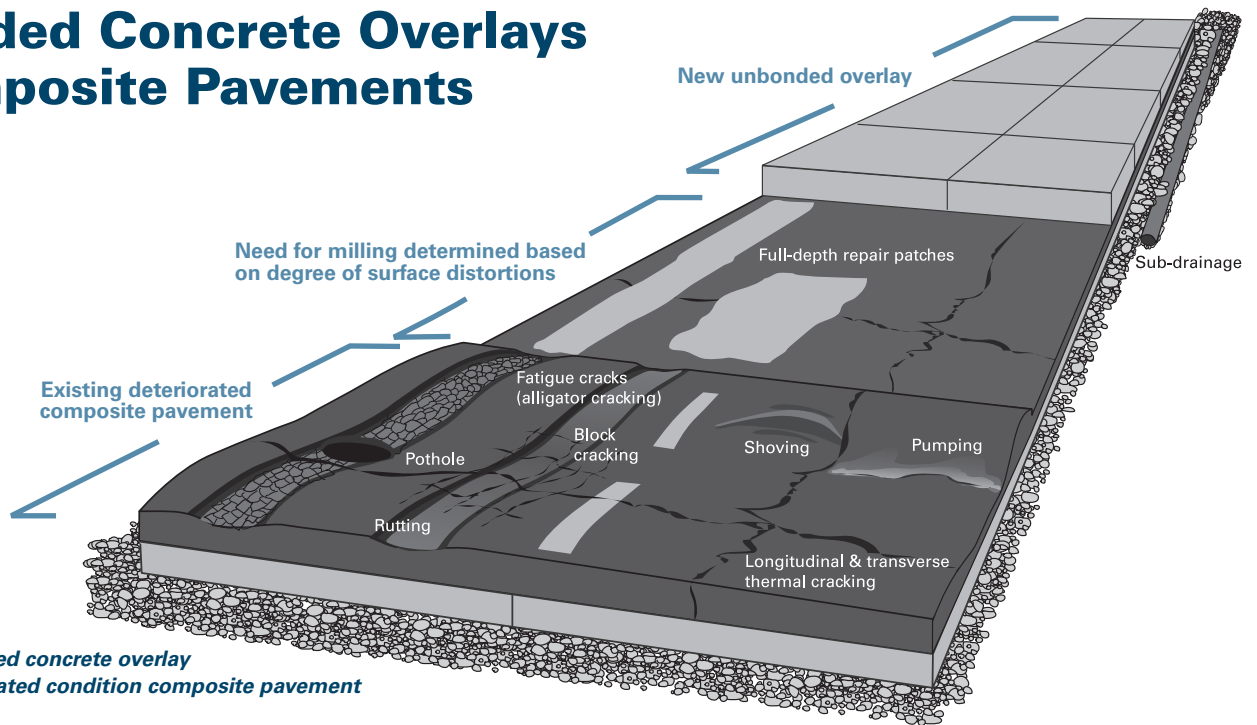 ded Concrete Overlays
posite Pavements
New unbonded overlay
Need for milling determined based
on degree of surface distortions
Full-depth repair patches
Sub-drainage
Existing deteriorated
composite pavement
Fatigue cracks
(alligator cracking)
Block
cracking
Pothole
Shoving
Pumping
Rutting
Longitudinal & transverse
thermal cracking
ed concrete overlay
ated condition composite pavement